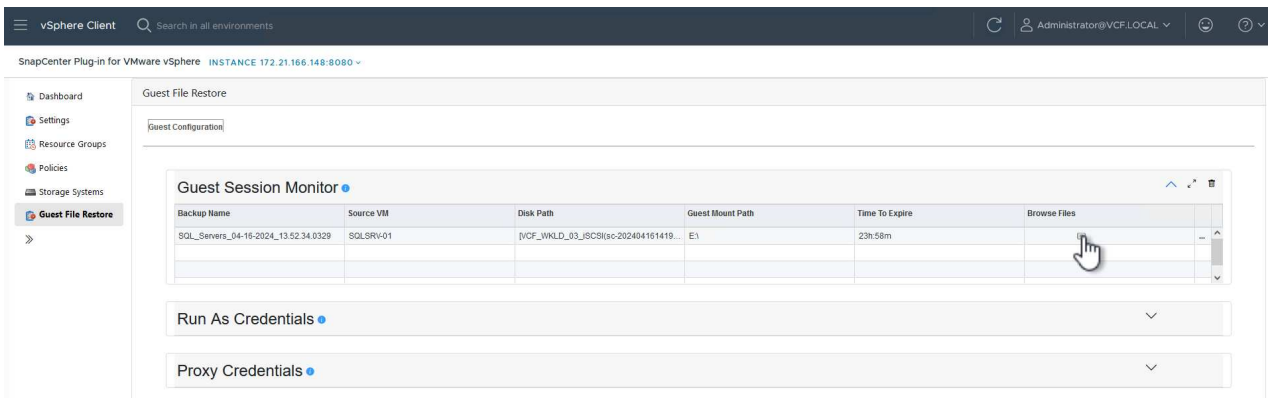 vSphere Client Search in all environments Administrator@VCF.LOCAL
SnapCenter Plug-in for VMware vSphere INSTANCE 172.21.166.148:8080
Dashboard
Settings
Resource Groups
Policies
Storage Systems
Guest File Restore
Guest File Restore
Guest Configuration
Guest Session Monitor
Backup Name Source VM Disk Path Guest Mount Path Time To Expire Browse Files
SQL_Servers_04-16-2024_13.52.34.0329 SQLSRV-01 [VCF_WKLD_03_iSCSI(sc-202404161419... E:\ 23h:58m
Run As Credentials
Proxy Credentials